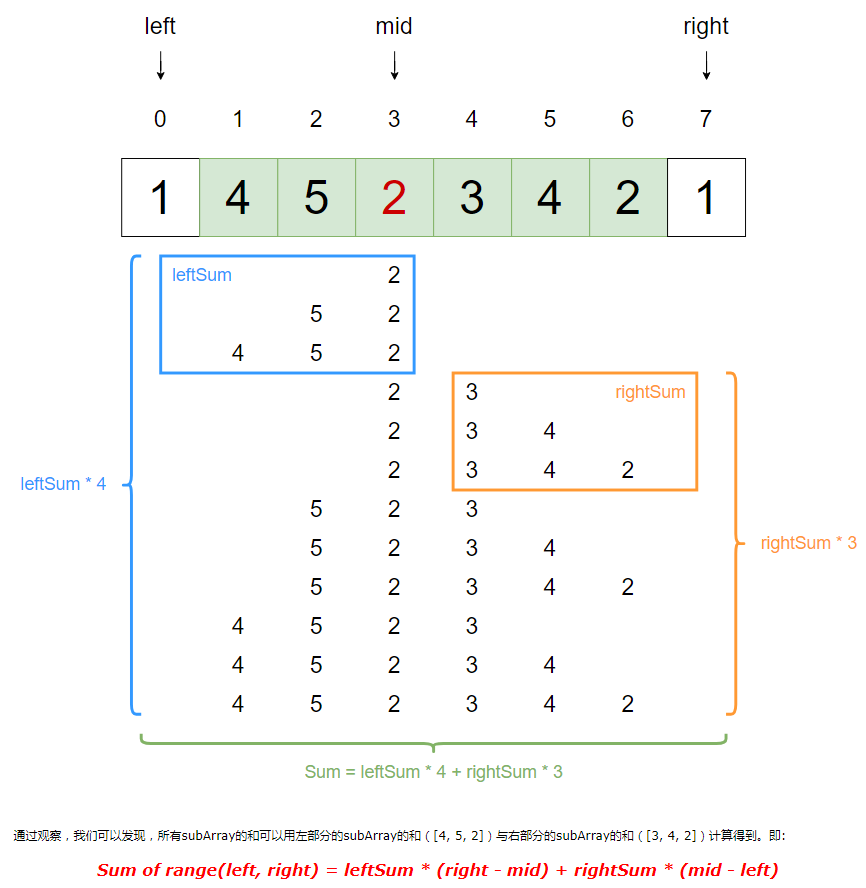 left mid right
0 1 2 3 4 5 6 7
1 4 5 2 3 4 2 1
leftSum 2
5 2
4 5 2
2 3 rightSum
2 3 4
leftSum * 4 2 3 4 2
5 2 3
5 2 3 4 rightSum * 3
5 2 3 4 2
4 5 2 3
4 5 2 3 4
4 5 2 3 4 2
Sum = leftSum * 4 + rightSum * 3
通过观察，我们可以发现，所有subArray的和可以用左部分的subArray的和（[4, 5, 2]）与右部分的subArray的和（[3, 4, 2]）计算得到。即:
Sum of range(left, right) = leftSum * (right - mid) + rightSum * (mid - left)